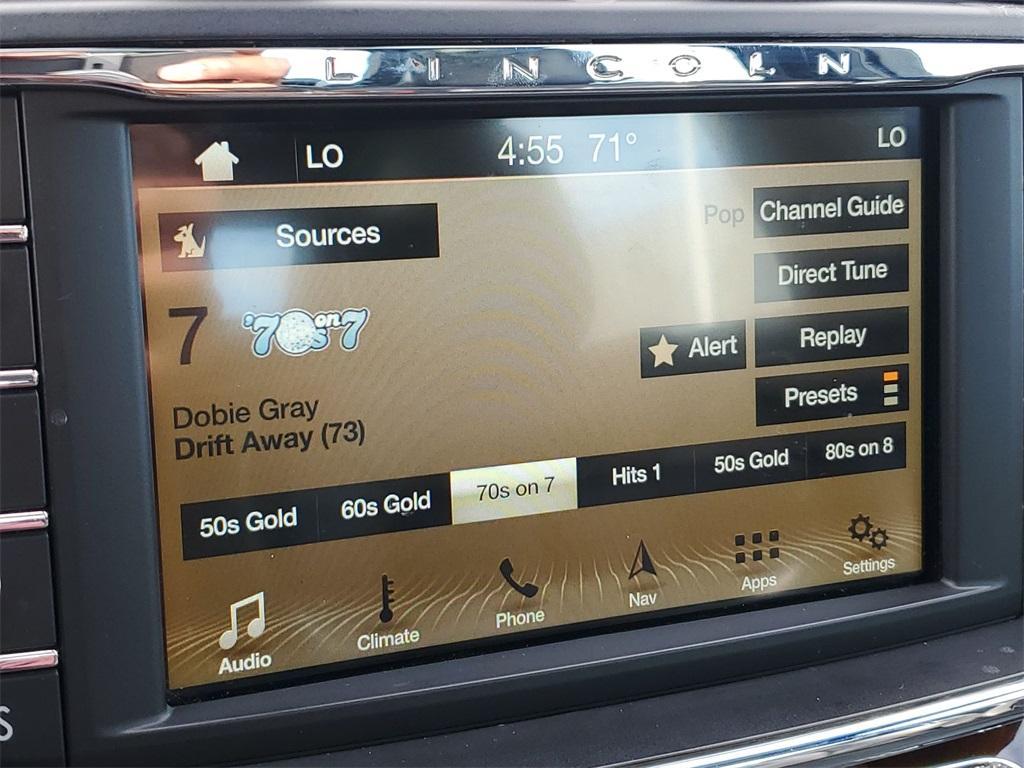 LINCOLN
LO 4:55 71° LO
Sources
Pop Channel Guide
Direct Tune
7 '70s on 7
Alert Replay
Presets
Dobie Gray
Drift Away (73)
50s Gold 60s Gold 70s on 7 Hits 1 50s Gold 80s on 8
Audio Climate Phone Nav Apps Settings
S